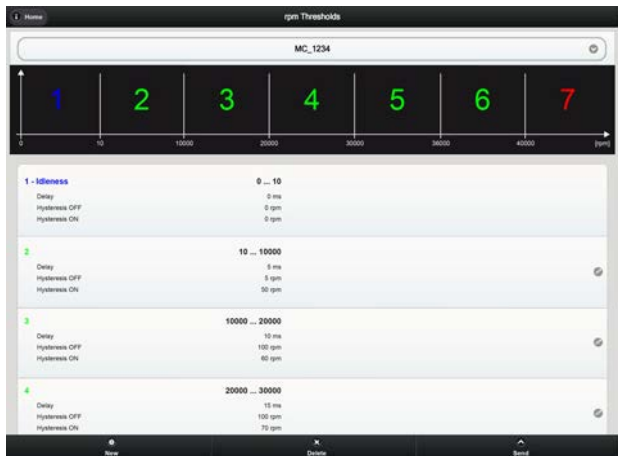 Home
rpm Thresholds
MC_1234
1 2 3 4 5 6 7
0 10 10000 20000 30000 36000 40000 [rpm]
1 - Idleness 0 ... 10
Delay 0 ms
Hysteresis OFF 0 rpm
Hysteresis ON 0 rpm
2 10 ... 10000
Delay 5 ms
Hysteresis OFF 5 rpm
Hysteresis ON 50 rpm
3 10000 ... 20000
Delay 10 ms
Hysteresis OFF 100 rpm
Hysteresis ON 60 rpm
4 20000 ... 30000
Delay 15 ms
Hysteresis OFF 100 rpm
Hysteresis ON 70 rpm
New Delete Send